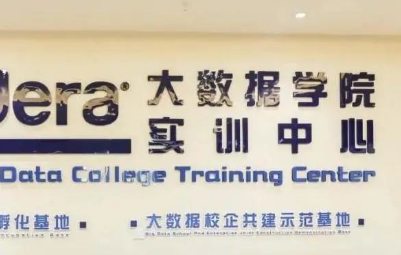 era® 大数据学院
实训中心
Data College Training Center
孵化基地 · 大数据校企共建示范基地 ·